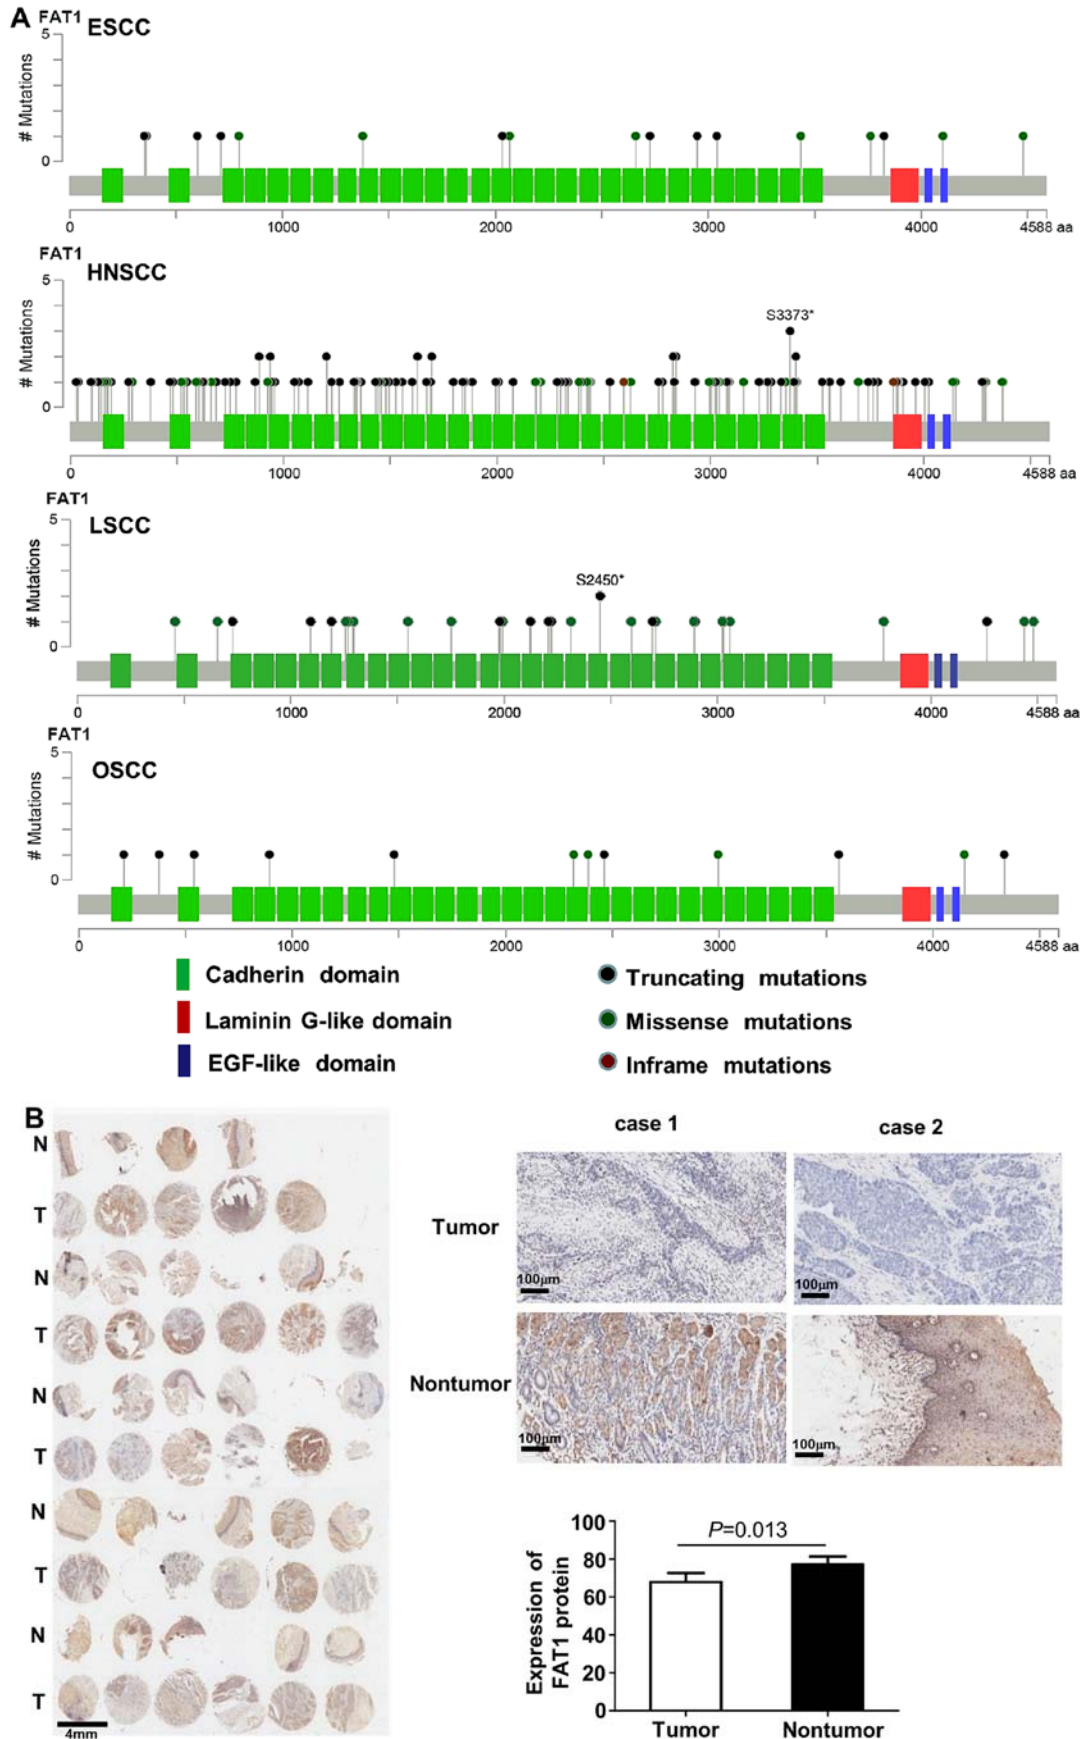 A FAT1 ESCC
5
# Mutations
0
0 1000 2000 3000 4000 4588 aa
FAT1
HNSCC
5
S3373*
# Mutations
0
0 1000 2000 3000 4000 4588 aa
FAT1
LSCC
5
S2450*
# Mutations
0
0 1000 2000 3000 4000 4588 aa
FAT1
OSCC
5
# Mutations
0
0 1000 2000 3000 4000 4588 aa
Cadherin domain
Truncating mutations
Laminin G-like domain
Missense mutations
EGF-like domain
Inframe mutations
B
N
T
N
T
N
T
N
T
N
T
4mm
case 1 case 2
Tumor
100µm 100µm
Nontumor
100µm 100µm
P=0.013
Expression of
FAT1 protein
100
80
60
40
20
0
Tumor Nontumor